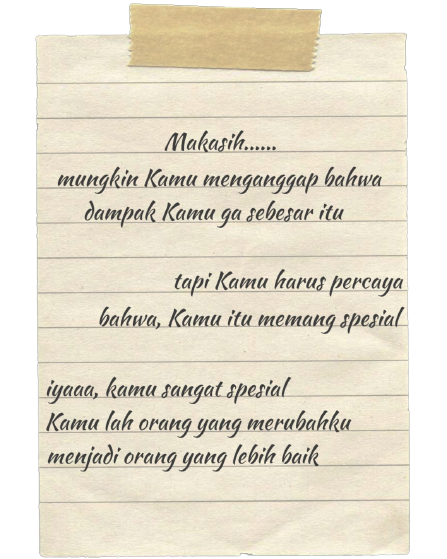 Makasih......
mungkin Kamu menganggap bahwa
dampak Kamu ga sebesar itu
tapi Kamu harus percaya
bahwa, Kamu itu memang spesial
iyaaa, kamu sangat spesial
Kamu lah orang yang merubahku
menjadi orang yang lebih baik